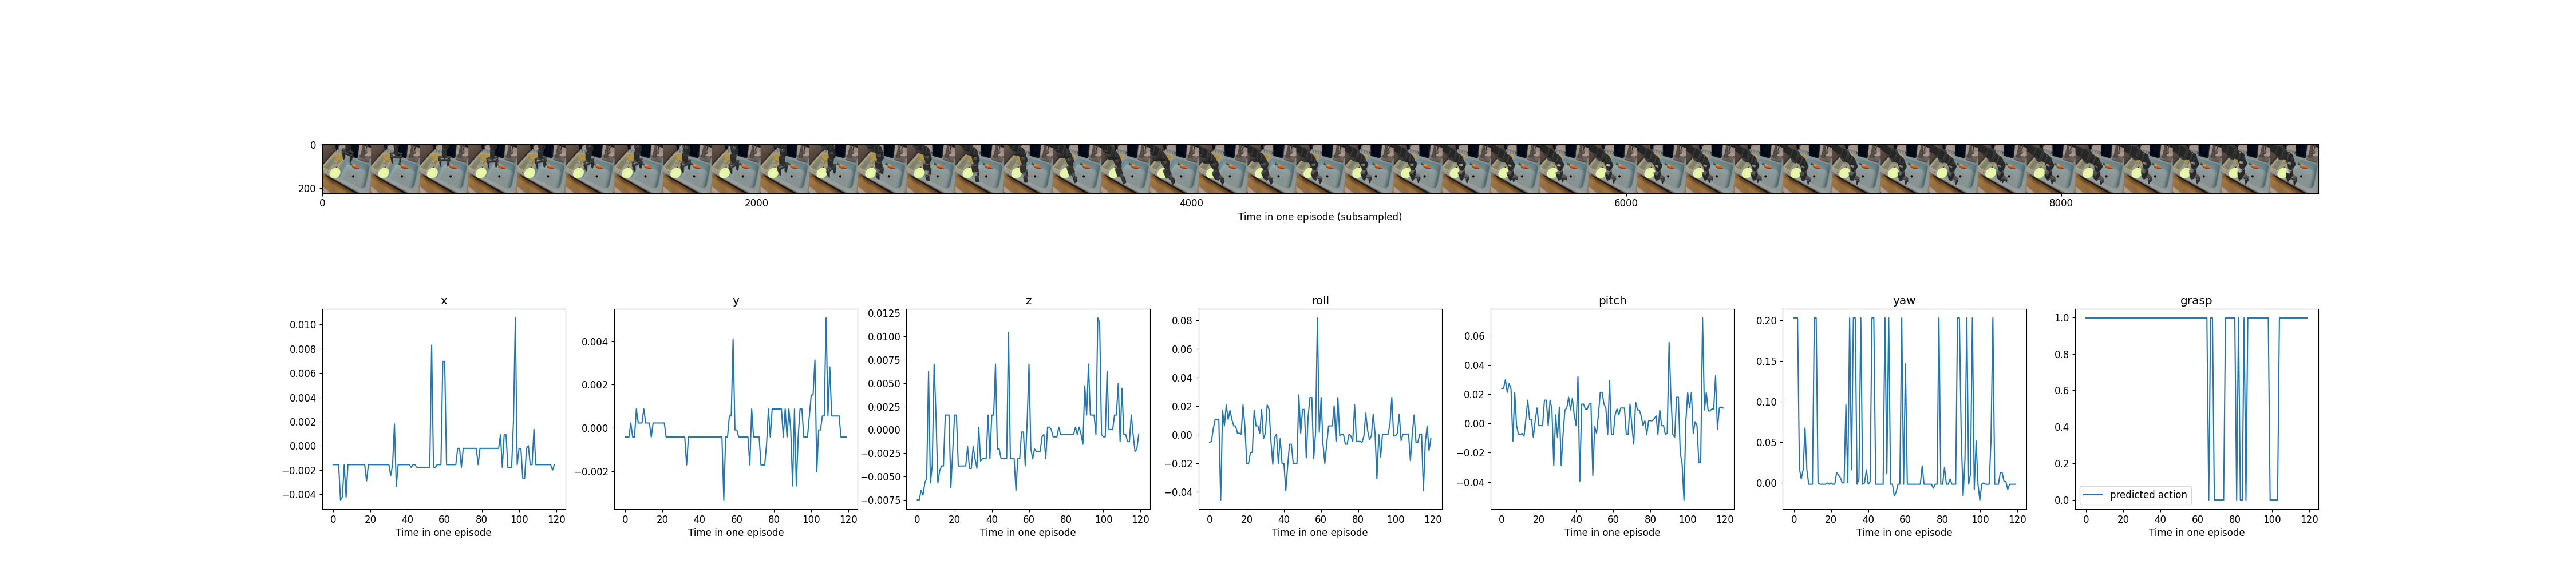 0
200
0 2000 4000 6000 8000
Time in one episode (subsampled)
x
0.010
0.008
0.006
0.004
0.002
0.000
−0.002
−0.004
0 20 40 60 80 100 120
Time in one episode
y
0.004
0.002
0.000
−0.002
0 20 40 60 80 100 120
Time in one episode
z
0.0125
0.0100
0.0075
0.0050
0.0025
0.0000
−0.0025
−0.0050
−0.0075
0 20 40 60 80 100 120
Time in one episode
roll
0.08
0.06
0.04
0.02
0.00
−0.02
−0.04
0 20 40 60 80 100 120
Time in one episode
pitch
0.06
0.04
0.02
0.00
−0.02
−0.04
0 20 40 60 80 100 120
Time in one episode
yaw
0.20
0.15
0.10
0.05
0.00
0 20 40 60 80 100 120
Time in one episode
grasp
1.0
0.8
0.6
0.4
0.2
0.0
predicted action
0 20 40 60 80 100 120
Time in one episode